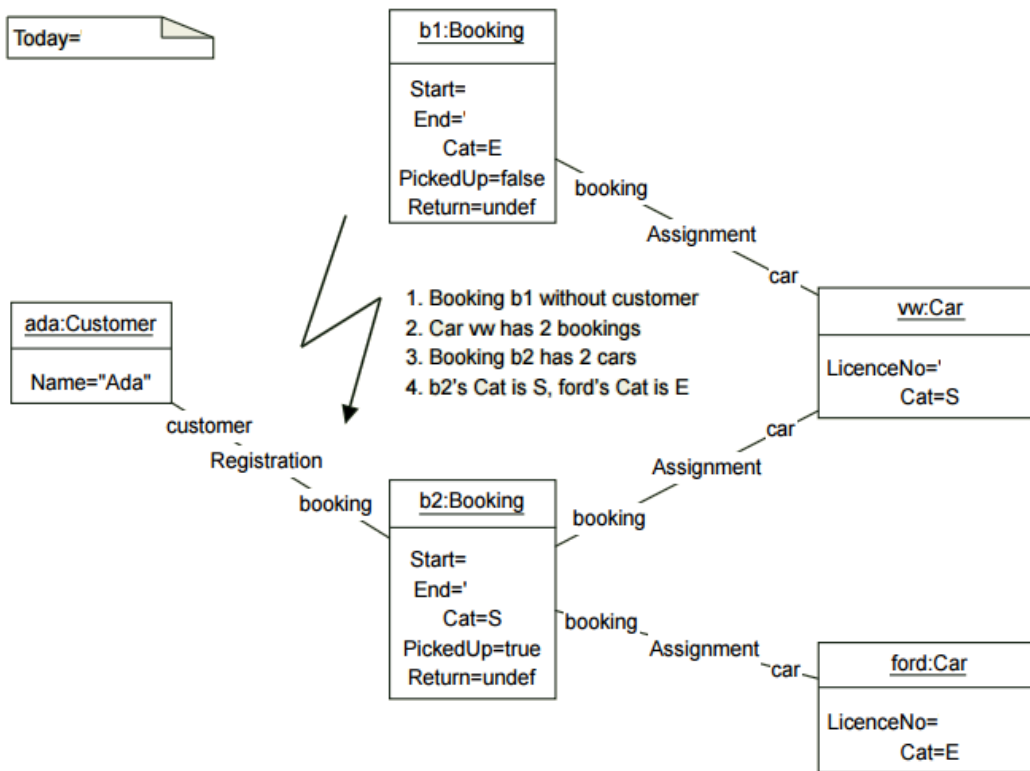 Today='
b1:Booking
Start=
End='
Cat=E
PickedUp=false
Return=undef
booking
Assignment
car
1. Booking b1 without customer
2. Car vw has 2 bookings
3. Booking b2 has 2 cars
4. b2's Cat is S, ford's Cat is E
ada:Customer
Name="Ada"
vw:Car
LicenceNo='
Cat=S
customer
Registration
booking
car
Assignment
booking
b2:Booking
Start=
End='
Cat=S
PickedUp=true
Return=undef
booking
Assignment
car
ford:Car
LicenceNo=
Cat=E